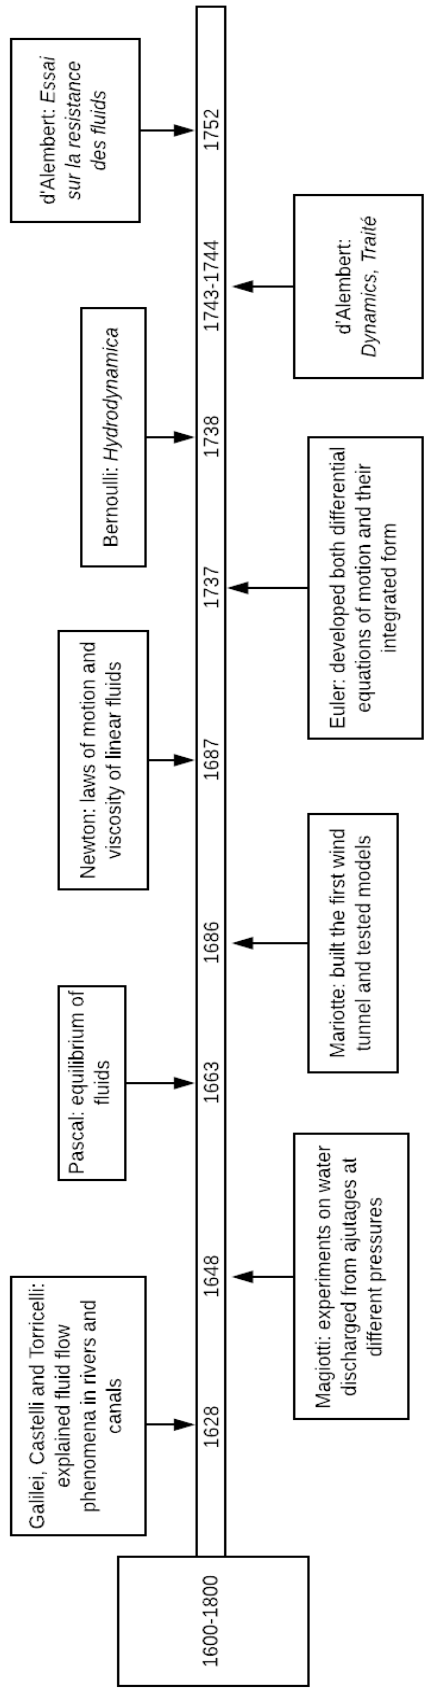 1600-1800
Galilei, Castelli and Torricelli:
explained fluid flow
phenomena in rivers and
canals
1628
Magiotti: experiments on water
discharged from ajutages at
different pressures
1648
Pascal: equilibrium of
fluids
1663
Mariotte: built the first wind
tunnel and tested models
1686
Newton: laws of motion and
viscosity of linear fluids
1687
Euler: developed both differential
equations of motion and their
integrated form
1737
Bernoulli: Hydrodynamica
1738
d'Alembert:
Dynamics, Traité
1743-1744
d'Alembert: Essai
sur la resistance
des fluids
1752